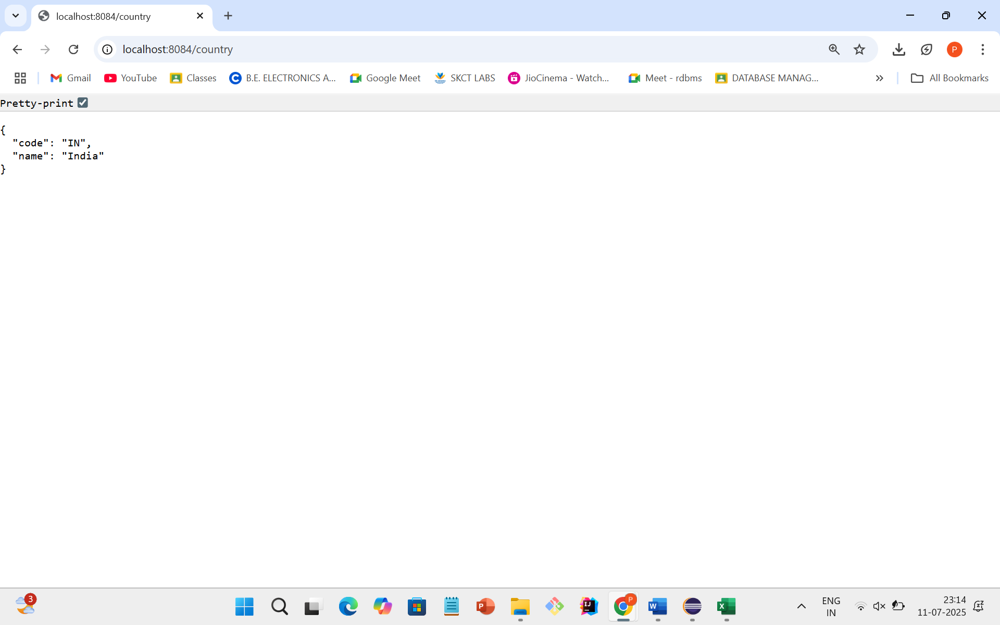 localhost:8084/country
localhost:8084/country
P
Gmail
YouTube
Classes
B.E. ELECTRONICS A...
Google Meet
SKCT LABS
JioCinema - Watch...
Meet - rdbms
DATABASE MANAG...
All Bookmarks
Pretty-print
{
  "code": "IN",
  "name": "India"
}
3
P
IJ
P
W
X
ENG
IN
23:14
11-07-2025